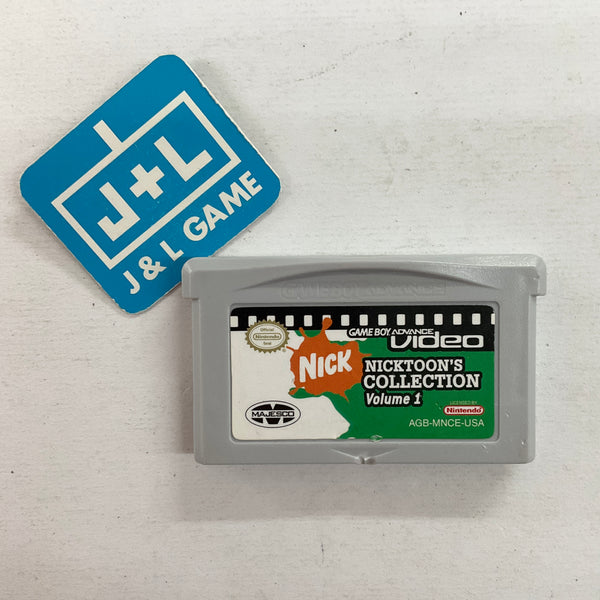 J+L
J & L GAME
GAME BOY ADVANCE
GAME BOY ADVANCE
Video
Official
Nintendo
Seal
NICK
NICKTOON'S
COLLECTION
Volume 1
MAJESCO
LICENSED BY
Nintendo
AGB-MNCE-USA